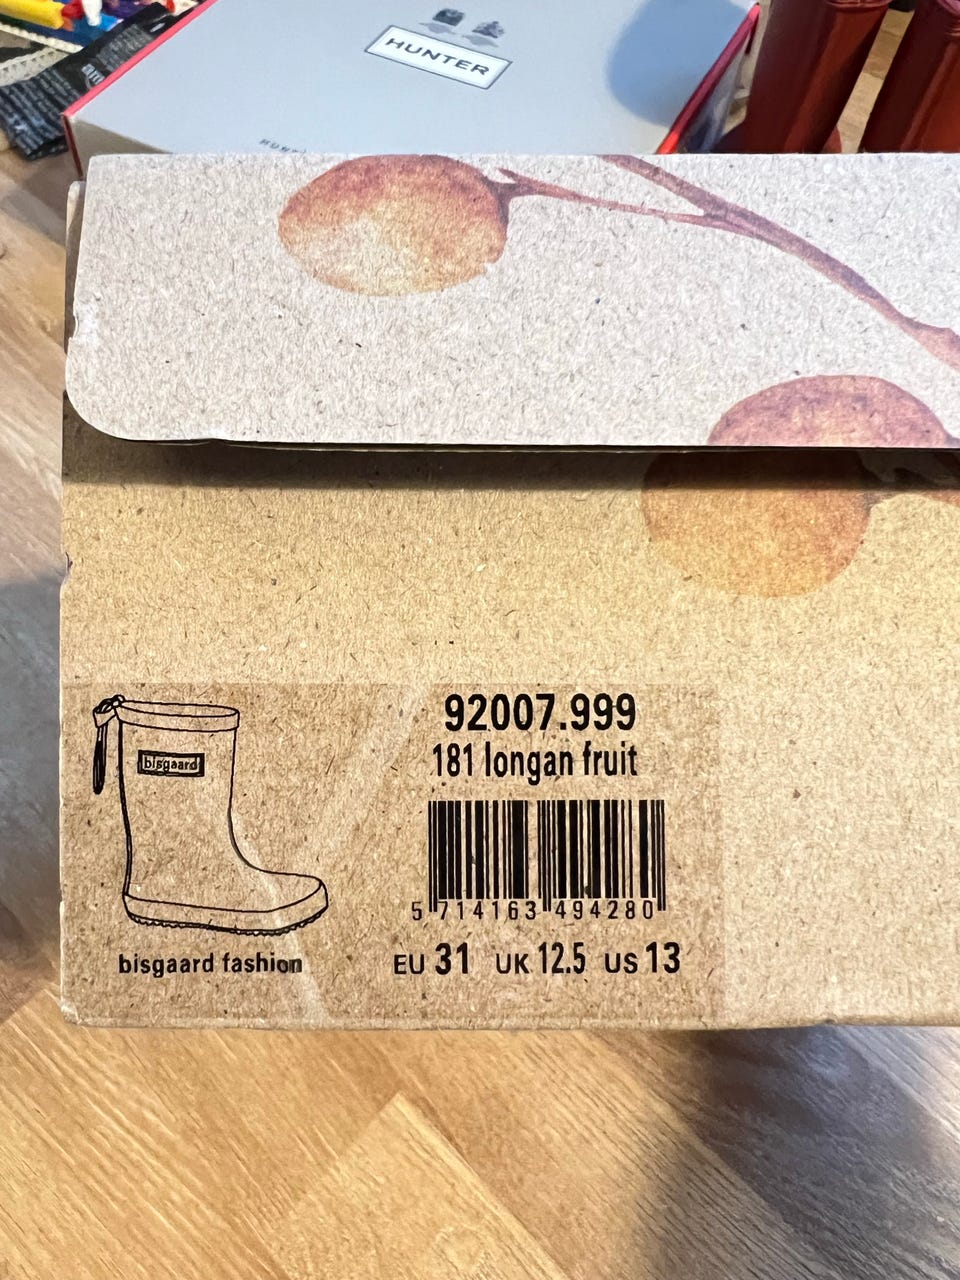 HUNTER
92007.999
181 longan fruit
bisgaard
5 714163 494280
bisgaard fashion
EU 31 UK 12.5 US 13